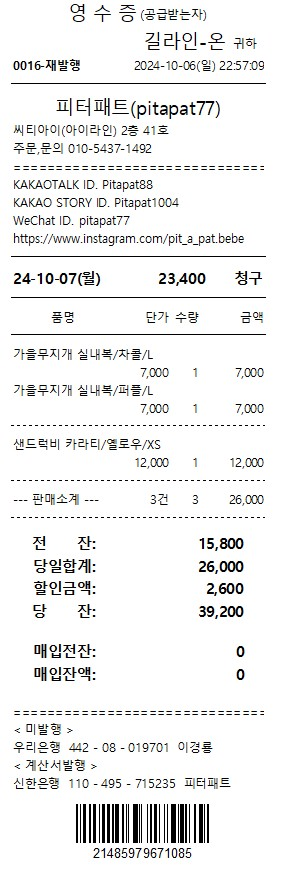 영 수 증 (공급받는자)
길라인-온 귀하
0016-재발행 2024-10-06(일) 22:57:09
피터패트(pitapat77)
씨티아이(아이라인) 2층 41호
주문,문의 010-5437-1492
==================================
KAKAOTALK ID. Pitapat88
KAKAO STORY ID. Pitapat1004
WeChat ID. pitapat77
https://www.instagram.com/pit_a_pat.bebe
24-10-07(월) 23,400 청구
품명 단가 수량 금액
가을무지개 실내복/차콜/L
7,000 1 7,000
가을무지개 실내복/퍼플/L
7,000 1 7,000
샌드럭비 카라티/옐로우/XS
12,000 1 12,000
--- 판매소계 --- 3건 3 26,000
전 잔: 15,800
당일합계: 26,000
할인금액: 2,600
당 잔: 39,200
매입전잔: 0
매입잔액: 0
==================================
< 미발행 >
우리은행 442 - 08 - 019701 이경룡
< 계산서발행 >
신한은행 110 - 495 - 715235 피터패트
21485979671085